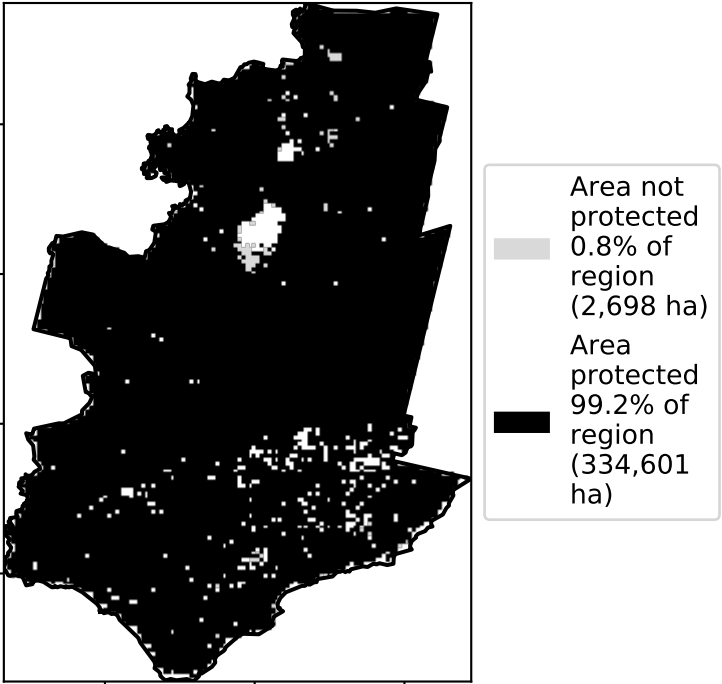 Area not
protected
0.8% of
region
(2,698 ha)
Area
protected
99.2% of
region
(334,601
ha)